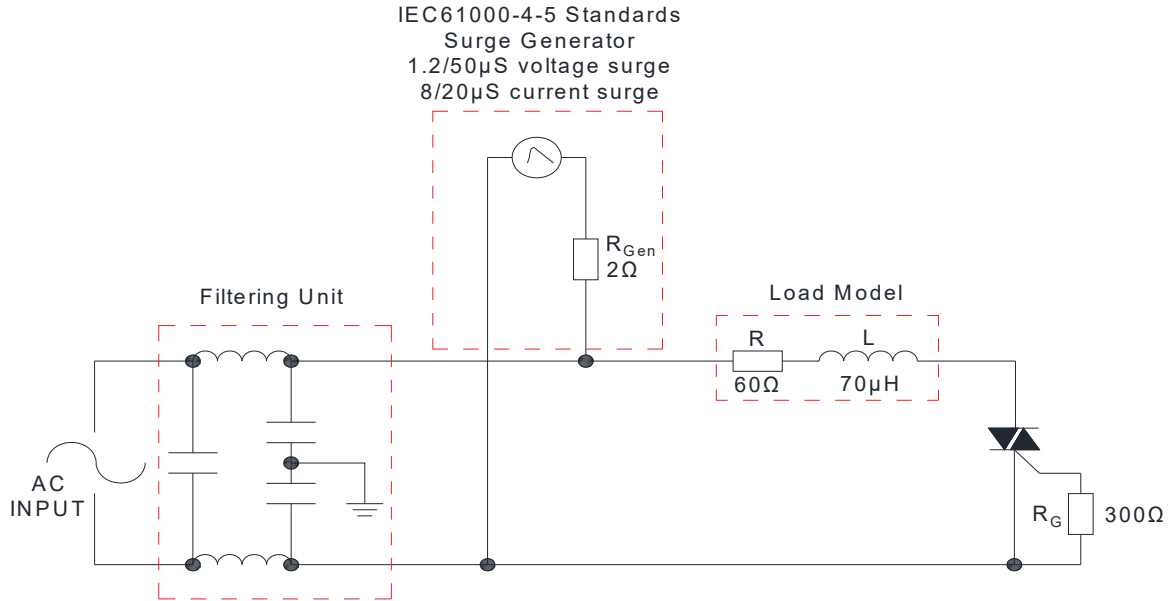 IEC61000-4-5 Standards
Surge Generator
1.2/50μS voltage surge
8/20μS current surge
R_Gen
2Ω
Filtering Unit
Load Model
R
L
60Ω
70μH
AC
INPUT
R_G
300Ω